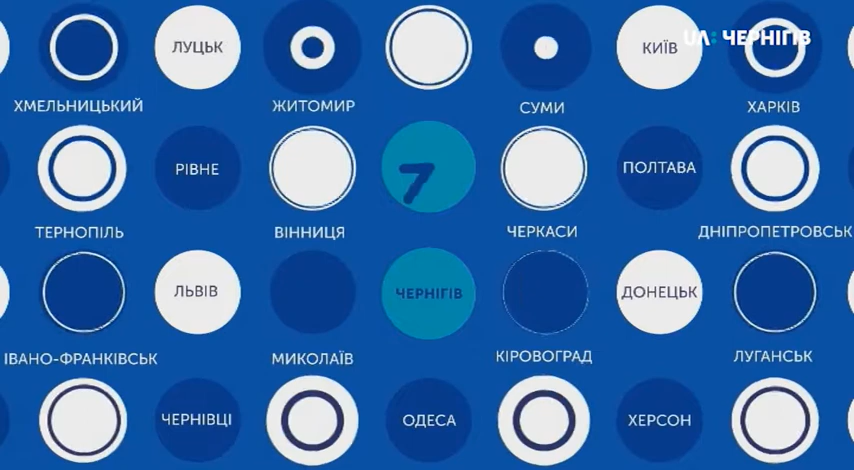 UA: ЧЕРНІГІВ
ЛУЦЬК
КИЇВ
ХМЕЛЬНИЦЬКИЙ
ЖИТОМИР
СУМИ
ХАРКІВ
РІВНЕ
7
ПОЛТАВА
ТЕРНОПІЛЬ
ВІННИЦЯ
ЧЕРКАСИ
ДНІПРОПЕТРОВСЬК
ЛЬВІВ
ЧЕРНІГІВ
ДОНЕЦЬК
ІВАНО-ФРАНКІВСЬК
МИКОЛАЇВ
КІРОВОГРАД
ЛУГАНСЬК
ЧЕРНІВЦІ
ОДЕСА
ХЕРСОН